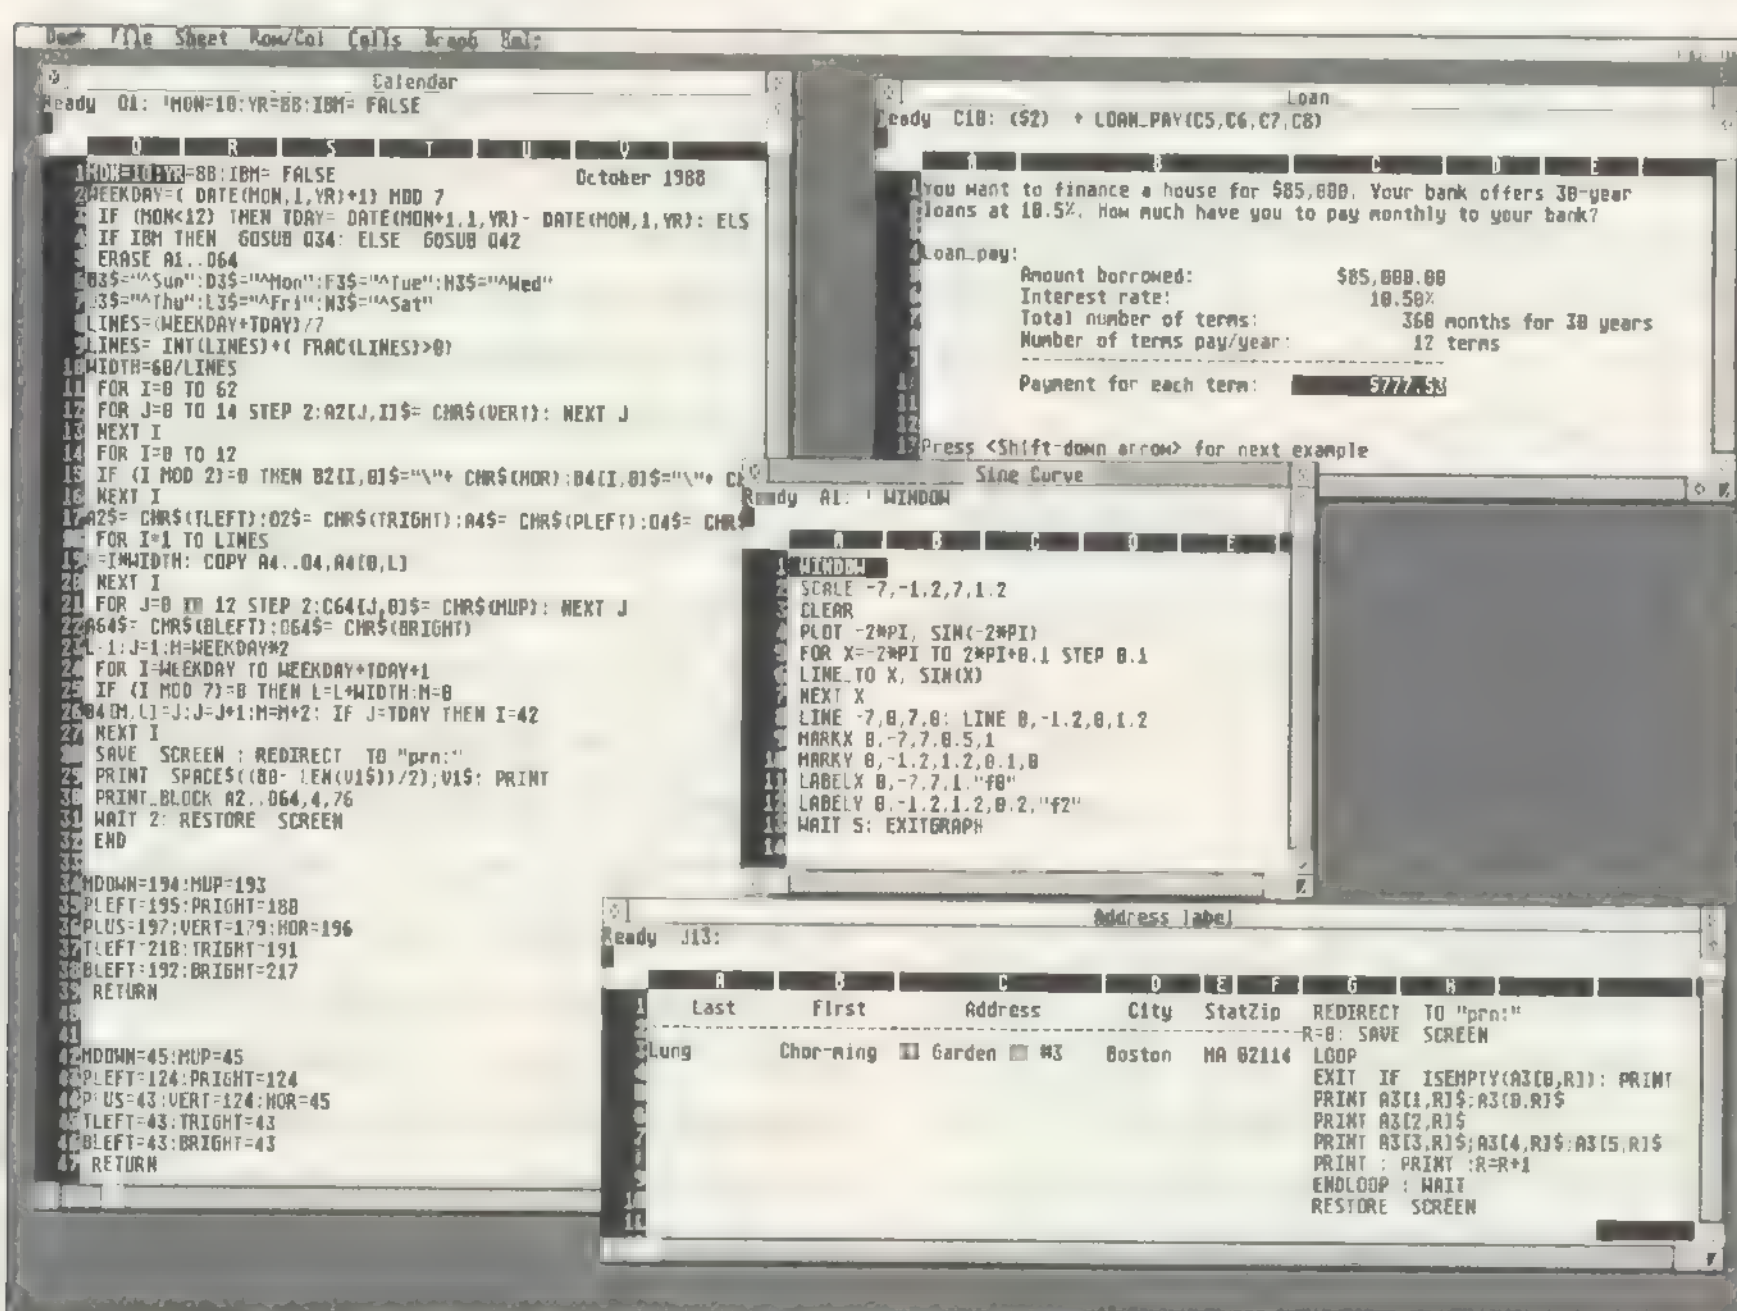 Desk File Sheet Row/Col Cells Graph
Calendar
Ready Q1: 'MON=10:YR=88:IBM= FALSE
Q R S T U V
1 MON=10:YR=88:IBM= FALSE October 1988
2 WEEKDAY=( DATE(MON,1,YR)+1) MOD 7
IF (MON<12) THEN TDAY= DATE(MON+1,1,YR)- DATE(MON,1,YR): ELS
4 IF IBM THEN GOSUB Q34: ELSE GOSUB Q42
5 ERASE A1..O64
6 B3$="^Sun":D3$="^Mon":F3$="^Tue":H3$="^Wed"
7 J3$="^Thu":L3$="^Fri":N3$="^Sat"
8 LINES=(WEEKDAY+TDAY)/7
9 LINES= INT(LINES)+( FRAC(LINES)>0)
10 WIDTH=60/LINES
11 FOR I=0 TO 62
12 FOR J=0 TO 14 STEP 2:A2[J,I]$= CHR$(VERT): NEXT J
13 NEXT I
14 FOR I=0 TO 12
15 IF (I MOD 2)=0 THEN B2[I,0]$="\"+ CHR$(HOR):B4[I,0]$="\"+ CH
16 NEXT I
17 A2$= CHR$(TLEFT):O2$= CHR$(TRIGHT):A4$= CHR$(PLEFT):O4$= CHR$
FOR I=1 TO LINES
19 L=I*WIDTH: COPY A4..O4,A4[0,L]
20 NEXT I
21 FOR J=0 TO 12 STEP 2:C64[J,0]$= CHR$(MUP): NEXT J
22 A64$= CHR$(BLEFT):O64$= CHR$(BRIGHT)
23 L=1:J=1:M=WEEKDAY*2
24 FOR I=WEEKDAY TO WEEKDAY+TDAY+1
25 IF (I MOD 7)=0 THEN L=L+WIDTH:M=0
26 B4[M,L]=J:J=J+1:M=M+2: IF J=TDAY THEN I=42
27 NEXT I
SAVE SCREEN : REDIRECT TO "prn:"
29 PRINT SPACE$((80- LEN(V1$))/2);V1$: PRINT
30 PRINT_BLOCK A2..O64,4,76
31 WAIT 2: RESTORE SCREEN
32 END
33
34 MDOWN=194:MUP=193
35 PLEFT=195:PRIGHT=180
36 PLUS=197:VERT=179:HOR=196
37 TLEFT=218:TRIGHT=191
38 BLEFT=192:BRIGHT=217
39 RETURN
40
41
42 MDOWN=45:MUP=45
43 PLEFT=124:PRIGHT=124
44 PLUS=43:VERT=124:HOR=45
45 TLEFT=43:TRIGHT=43
46 BLEFT=43:BRIGHT=43
47 RETURN
Loan
Ready C10: ($2) + LOAN_PAY(C5,C6,C7,C8)
A B C D E
1 You want to finance a house for $85,000. Your bank offers 30-year
loans at 10.5%. How much have you to pay monthly to your bank?
4 Loan_pay:
Amount borrowed: $85,000.00
Interest rate: 10.50%
Total number of terms: 360 months for 30 years
Number of terms pay/year: 12 terms
Payment for each term: $777.53
11
12
Press <Shift-down arrow> for next example
Sine Curve
Ready A1: ' WINDOW
A B C D E
1 WINDOW
2 SCALE -7,-1.2,7,1.2
CLEAR
4 PLOT -2*PI, SIN(-2*PI)
5 FOR X=-2*PI TO 2*PI+0.1 STEP 0.1
6 LINE_TO X, SIN(X)
7 NEXT X
LINE -7,0,7,0: LINE 0,-1.2,0,1.2
9 MARKX 0,-7,7,0.5,1
10 MARKY 0,-1.2,1.2,0.1,0
11 LABELX 0,-7,7,1,"f0"
12 LABELY 0,-1.2,1.2,0.2,"f2"
13 WAIT 5: EXITGRAPH
14
Address label
Ready J13:
A B C D E F G H
1 Last First Address City StatZip REDIRECT TO "prn:"
2 R=0: SAVE SCREEN
Lung Chor-ming Garden #3 Boston MA 02114 LOOP
EXIT IF ISEMPTY(A3[0,R]): PRINT
PRINT A3[1,R]$;A3[0,R]$
PRINT A3[2,R]$
PRINT A3[3,R]$;A3[4,R]$;A3[5,R]$
PRINT : PRINT :R=R+1
ENDLOOP : WAIT
10 RESTORE SCREEN
11